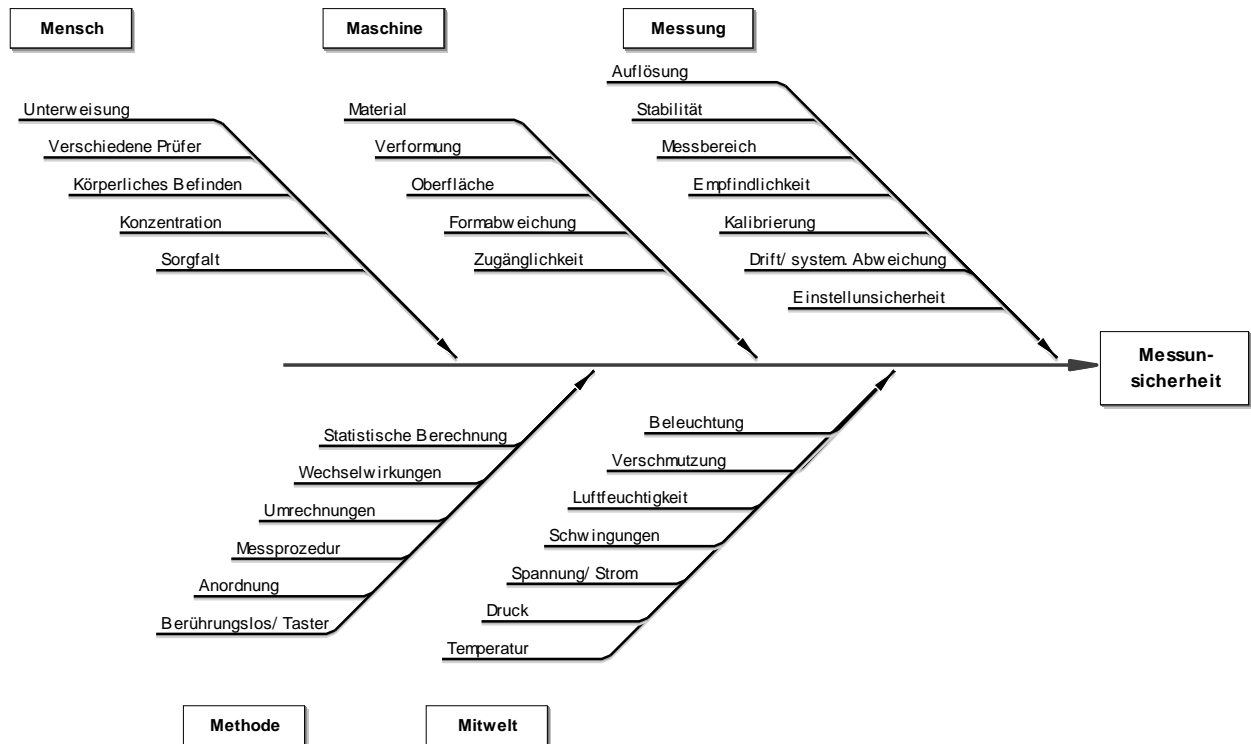 Mensch
Maschine
Messung
Auflösung
Unterweisung
Material
Stabilität
Verschiedene Prüfer
Verformung
Messbereich
Körperliches Befinden
Oberfläche
Empfindlichkeit
Konzentration
Formabweichung
Kalibrierung
Sorgfalt
Zugänglichkeit
Drift/ system. Abweichung
Einstellunsicherheit
Messun-
sicherheit
Beleuchtung
Statistische Berechnung
Verschmutzung
Wechselwirkungen
Luftfeuchtigkeit
Umrechnungen
Schwingungen
Messprozedur
Spannung/ Strom
Anordnung
Druck
Berührungslos/ Taster
Temperatur
Methode
Mitwelt